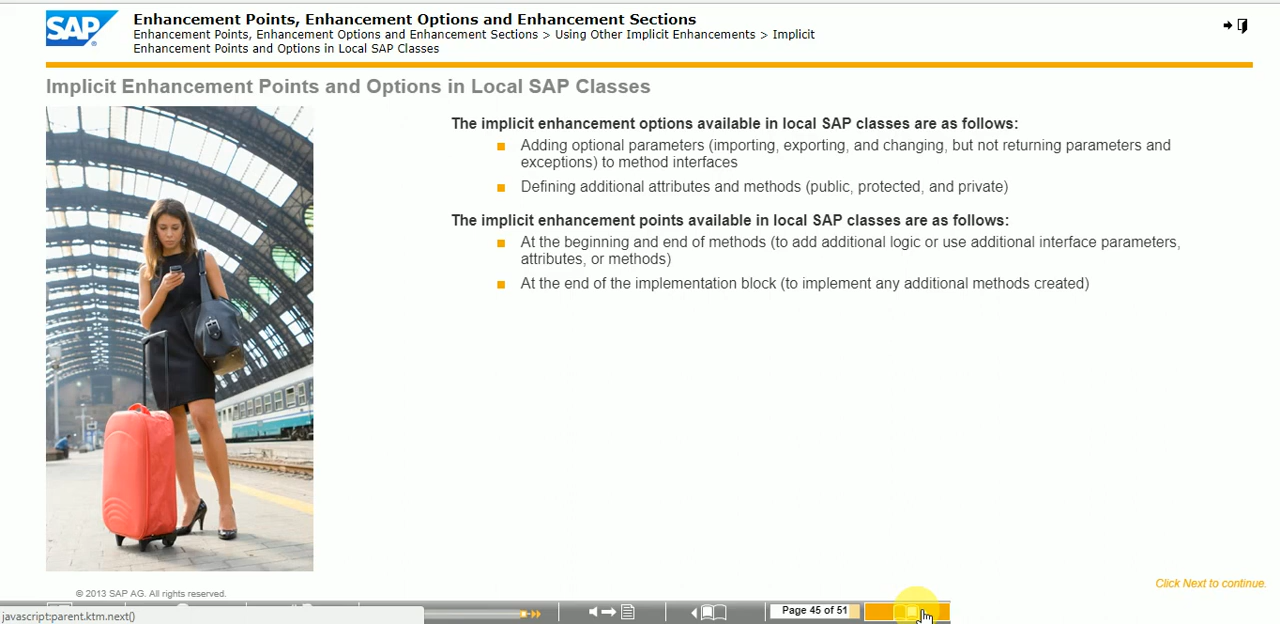 SAP
®
Enhancement Points, Enhancement Options and Enhancement Sections
Enhancement Points, Enhancement Options and Enhancement Sections > Using Other Implicit Enhancements > Implicit
Enhancement Points and Options in Local SAP Classes
Implicit Enhancement Points and Options in Local SAP Classes
The implicit enhancement options available in local SAP classes are as follows:
Adding optional parameters (importing, exporting, and changing, but not returning parameters and
exceptions) to method interfaces
Defining additional attributes and methods (public, protected, and private)
The implicit enhancement points available in local SAP classes are as follows:
At the beginning and end of methods (to add additional logic or use additional interface parameters,
attributes, or methods)
At the end of the implementation block (to implement any additional methods created)
Click Next to continue.
© 2013 SAP AG. All rights reserved.
javascript:parent.ktm.next()
Page 45 of 51